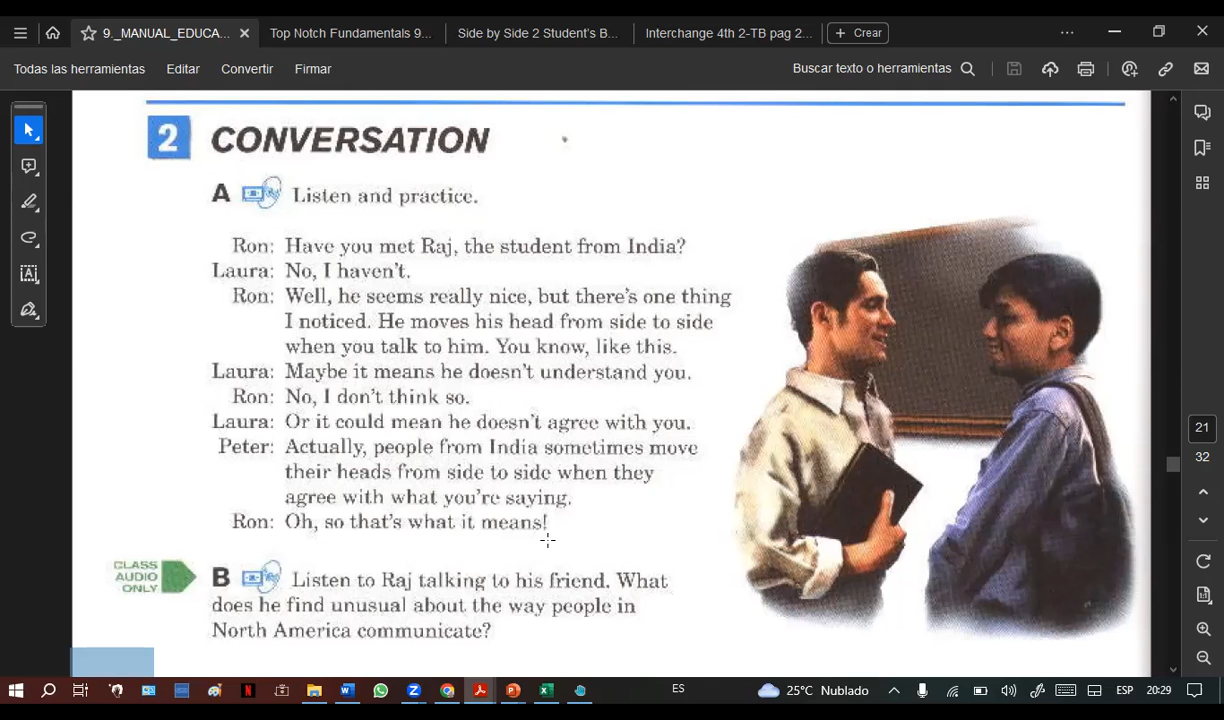 9._MANUAL_EDUCA...
Top Notch Fundamentals 9...
Side by Side 2 Student's B...
Interchange 4th 2-TB pag 2...
+ Crear
Todas las herramientas
Editar
Convertir
Firmar
Buscar texto o herramientas
2 CONVERSATION
A Listen and practice.
Ron: Have you met Raj, the student from India?
Laura: No, I haven't.
Ron: Well, he seems really nice, but there's one thing
I noticed. He moves his head from side to side
when you talk to him. You know, like this.
Laura: Maybe it means he doesn't understand you.
Ron: No, I don't think so.
Laura: Or it could mean he doesn't agree with you.
Peter: Actually, people from India sometimes move
their heads from side to side when they
agree with what you're saying.
Ron: Oh, so that's what it means!
CLASS
AUDIO
ONLY
B Listen to Raj talking to his friend. What
does he find unusual about the way people in
North America communicate?
21
32
ES
25°C Nublado
ESP
20:29